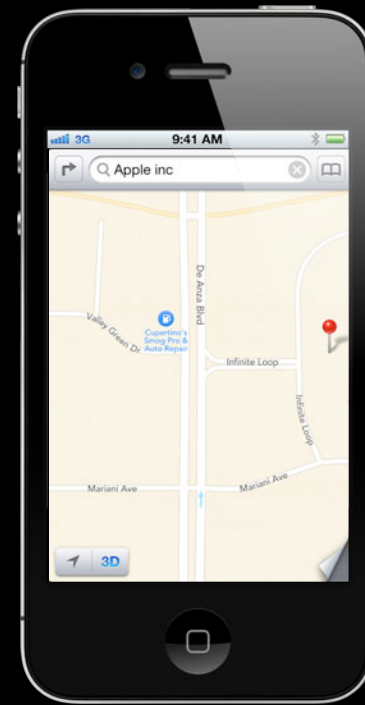 3G
9:41 AM
Apple inc
De Anza Blvd
Valley Green Dr
Cupertino's
Smog Pro &
Auto Repair
Infinite Loop
Infinite Loop
Mariani Ave
Mariani Ave
3D